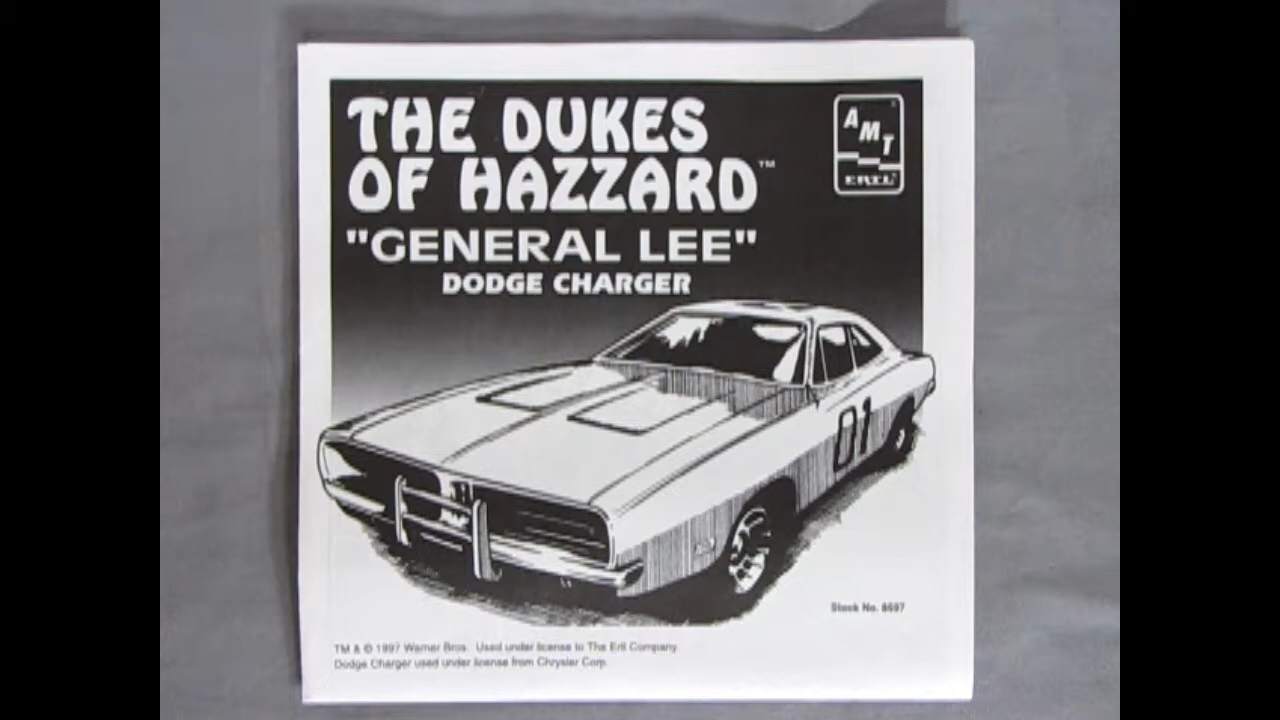 THE DUKES
OF HAZZARD™
"GENERAL LEE"
DODGE CHARGER
AMT
ERTL
01
Stock No. 8597
TM & © 1997 Warner Bros. Used under license to The Ertl Company.
Dodge Charger used under license from Chrysler Corp.